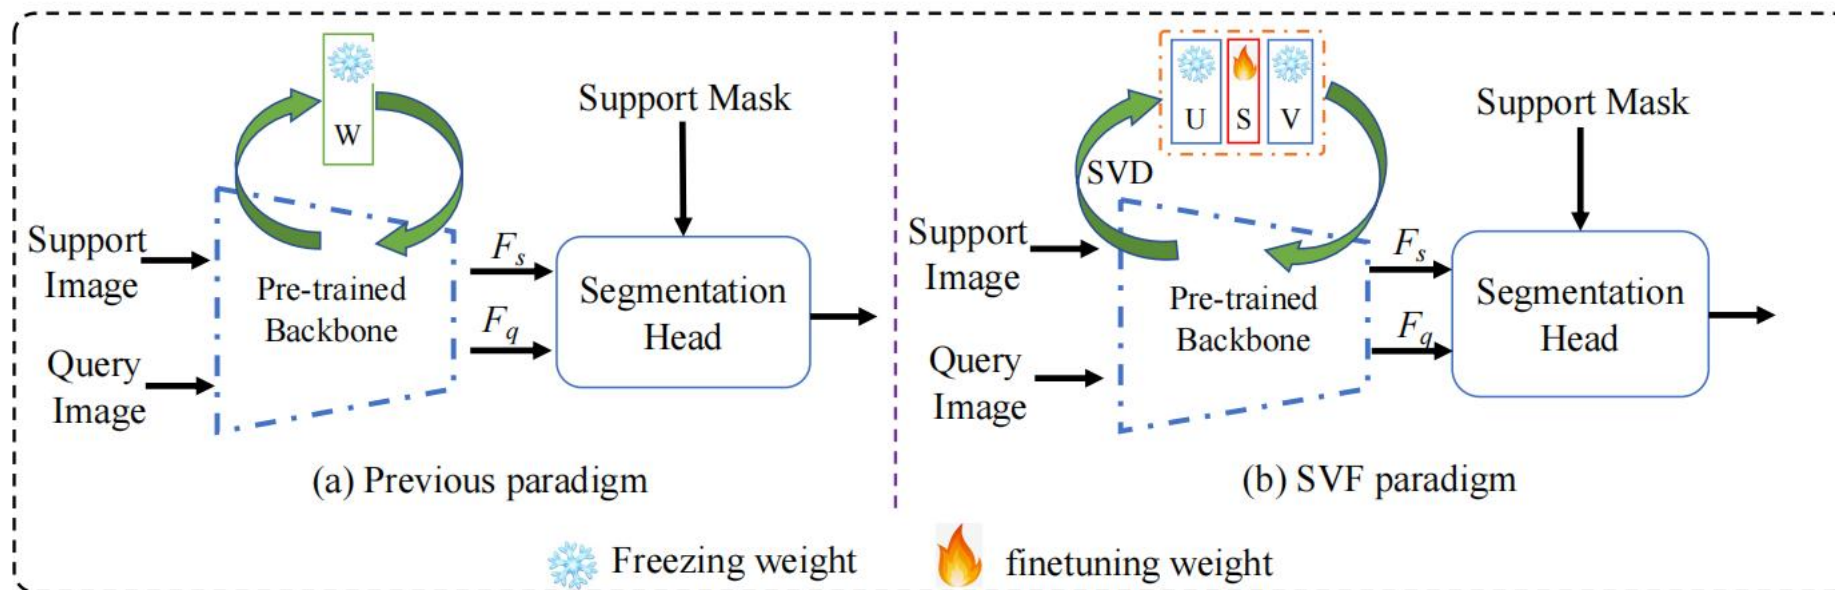 W
Support Mask
Support
Image
Query
Image
Pre-trained
Backbone
F_s
F_q
Segmentation
Head
(a) Previous paradigm
U S V
SVD
Support Mask
Support
Image
Query
Image
Pre-trained
Backbone
F_s
F_q
Segmentation
Head
(b) SVF paradigm
Freezing weight
finetuning weight